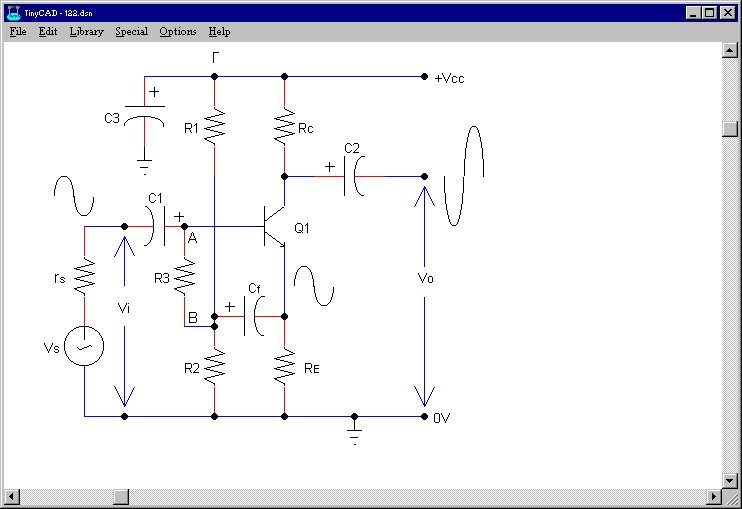 TinyCAD - 122.dsn
File Edit Library Special Options Help
+Vcc
C3
R1
Rc
C2
C1
A
Q1
rs
R3
Cf
Vo
Vi
B
Vs
R2
RE
0V